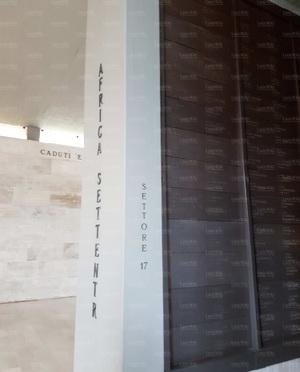 AFRICA SETTENTR
CADUTI E
SETTORE 17